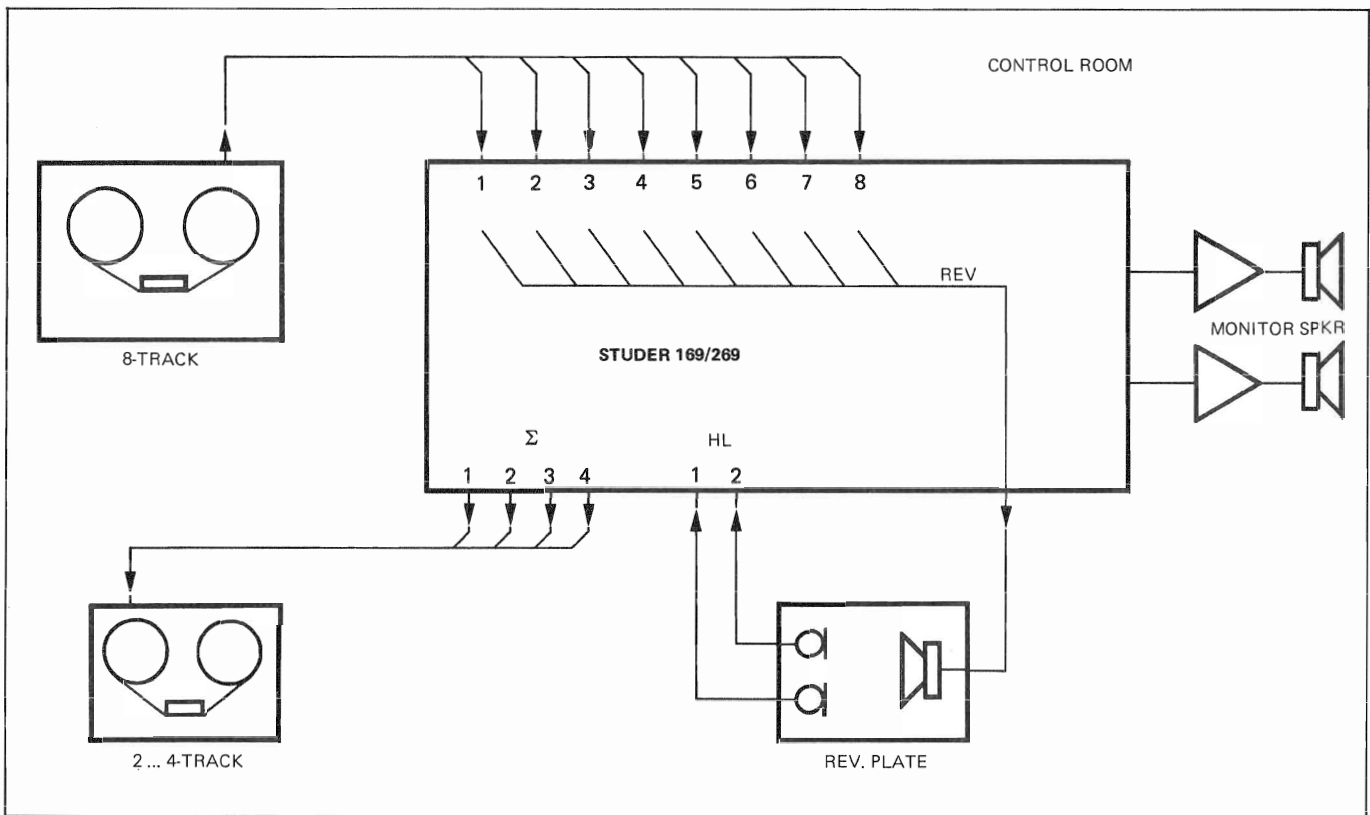 CONTROL ROOM
1 2 3 4 5 6 7 8
REV
MONITOR SPKR
8-TRACK
STUDER 169/269
Σ HL
1 2 3 4 1 2
2 ... 4-TRACK
REV. PLATE